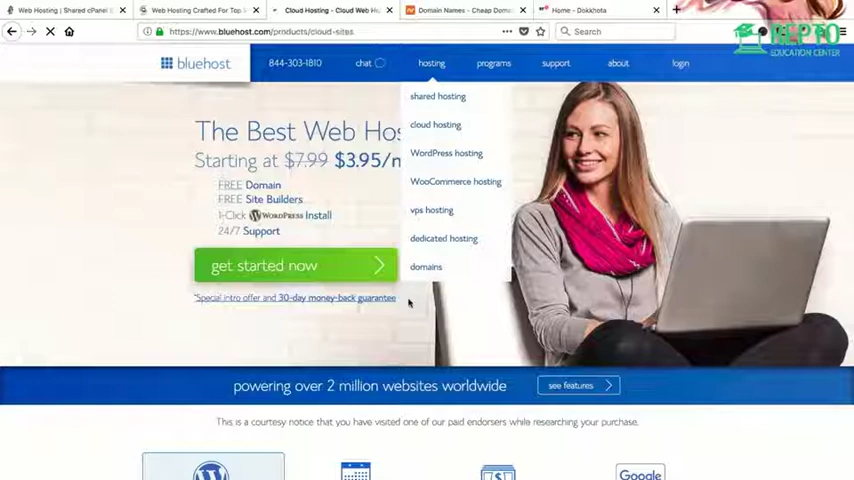 Web Hosting | Shared cPanel
Web Hosting Crafted For Top
Cloud Hosting - Cloud Web Ho
Domain Names - Cheap Dom
Home - Dokkhota
https://www.bluehost.com/products/cloud-sites
Search
REPTO
EDUCATION CENTER
bluehost
844-303-1810
chat
hosting
programs
support
about
login
shared hosting
cloud hosting
WordPress hosting
WooCommerce hosting
vps hosting
dedicated hosting
domains
The Best Web Hos
Starting at $7.99 $3.95/m
FREE Domain
FREE Site Builders
1-Click WORDPRESS Install
24/7 Support
get started now
*Special intro offer and 30-day money-back guarantee
powering over 2 million websites worldwide
see features
This is a courtesy notice that you have visited one of our paid endorsers while researching your purchase.
Google